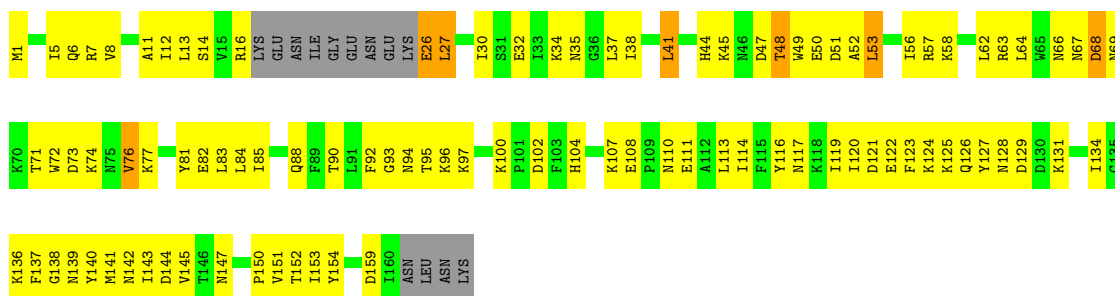 M1 I5 Q6 R7 V8 A11 I12 L13 S14 V15 R16 LYS GLU ASN ILE GLY GLU ASN GLU LYS E26 L27 I30 S31 E32 I33 K34 N35 G36 L37 I38 L41 H44 K45 N46 D47 T48 W49 E50 D51 A52 L53 I56 R57 K58 L62 R63 L64 W65 N66 N67 D68 N69
K70 T71 W72 D73 K74 N75 V76 K77 Y81 E82 L83 L84 I85 Q88 F89 T90 L91 F92 G93 N94 T95 K96 K97 K100 P101 D102 F103 H104 K107 E108 P109 N110 E111 A112 L113 I114 F115 Y116 N117 K118 I119 I120 D121 E122 F123 K124 K125 Q126 Y127 N128 D129 D130 K131 I134 G135
K136 F137 G138 N139 Y140 M141 N142 I143 D144 V145 T146 N147 P150 V151 T152 I153 Y154 D159 I160 ASN LEU ASN LYS